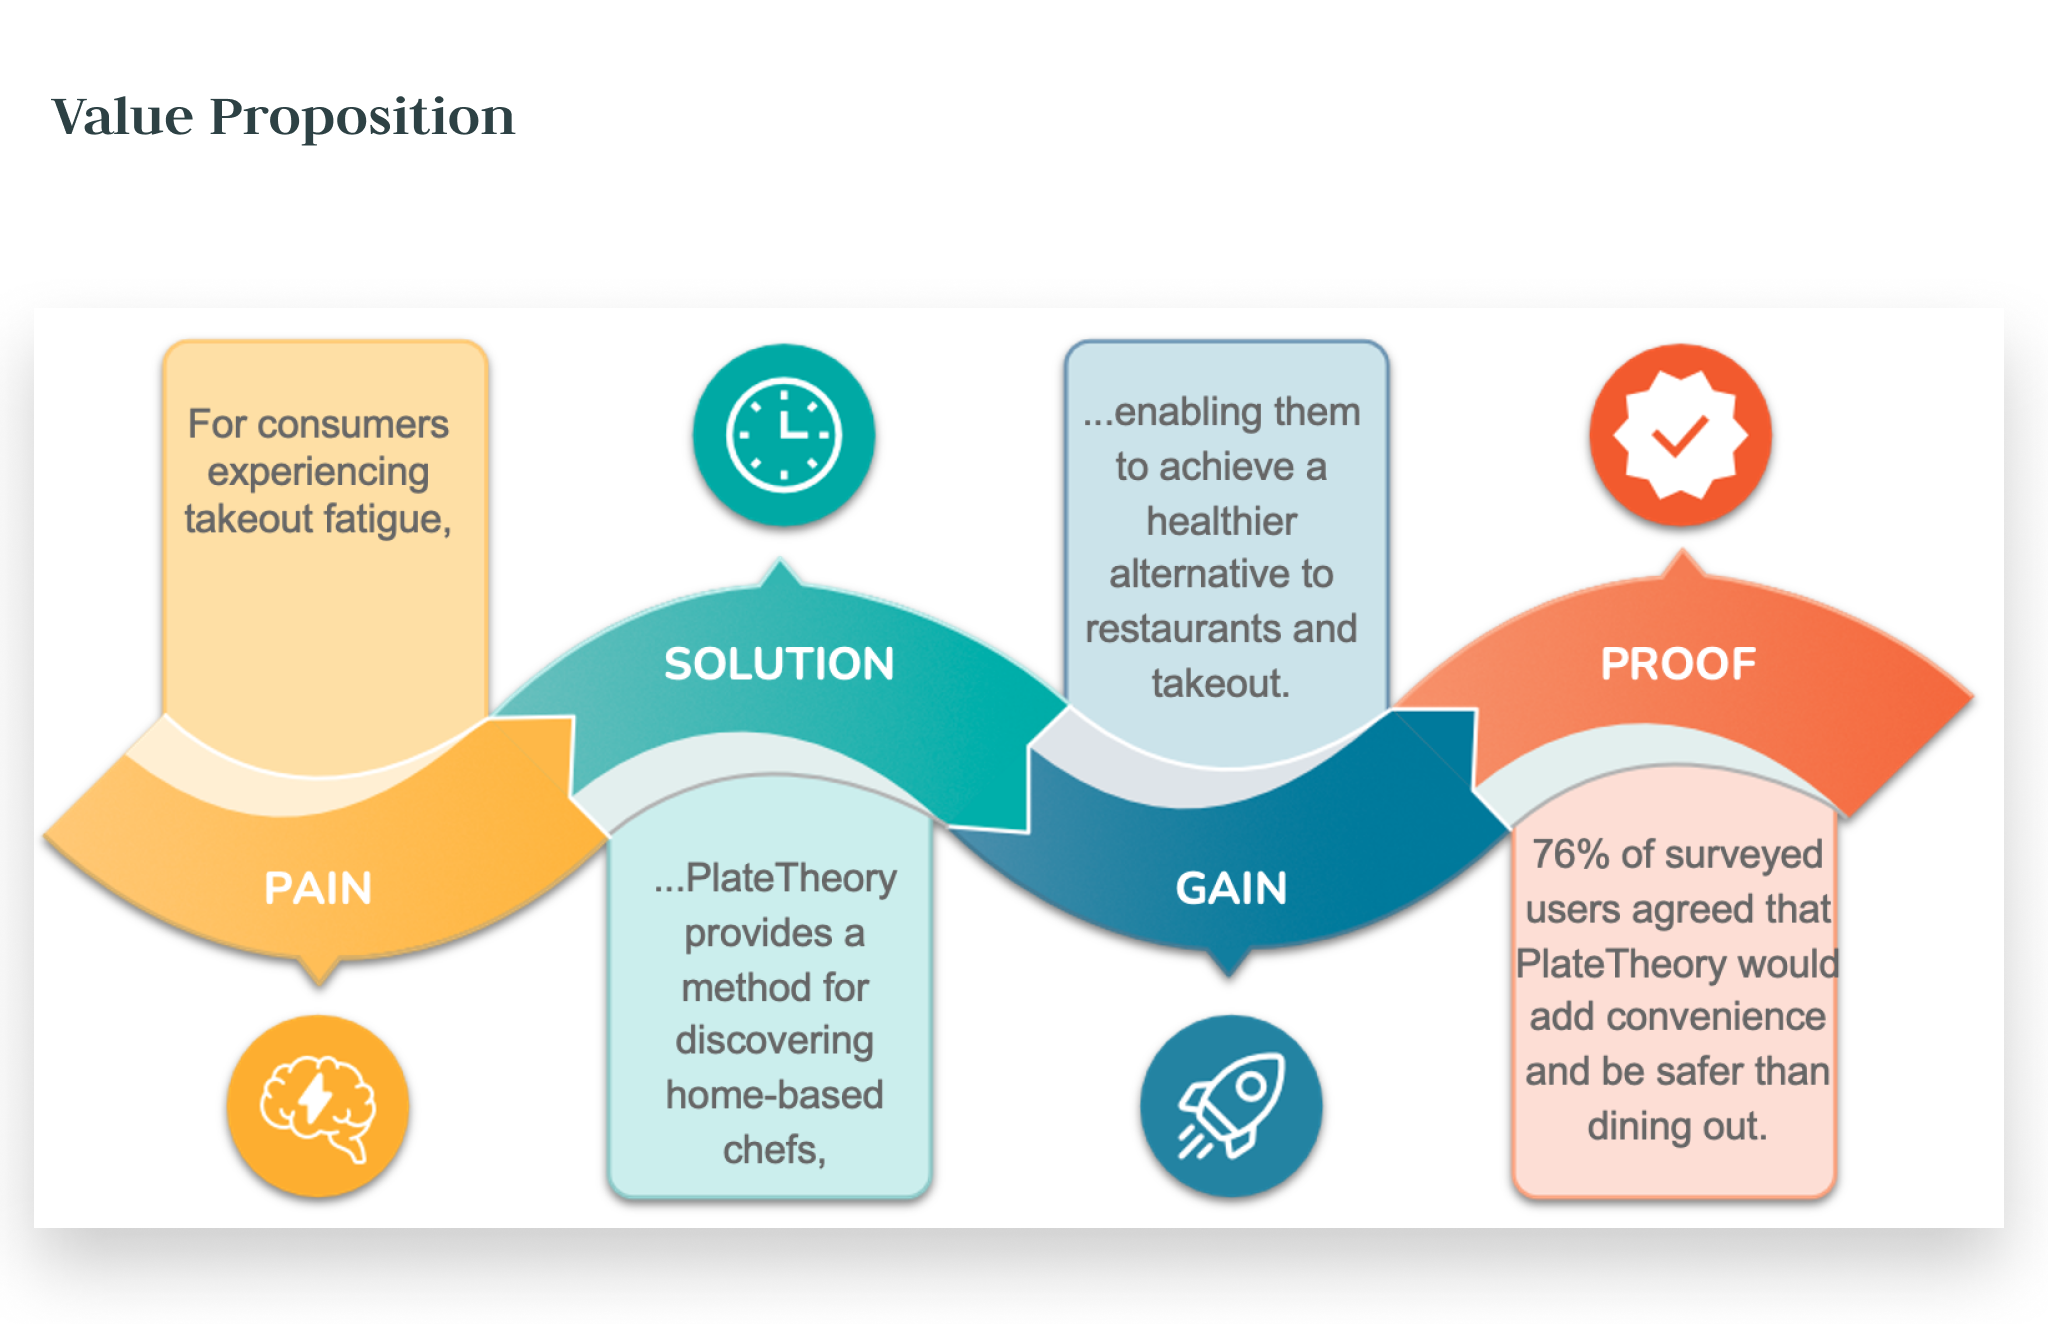 Value Proposition
For consumers
experiencing
takeout fatigue,
PAIN
SOLUTION
...PlateTheory
provides a
method for
discovering
home-based
chefs,
...enabling them
to achieve a
healthier
alternative to
restaurants and
takeout.
GAIN
PROOF
76% of surveyed
users agreed that
PlateTheory would
add convenience
and be safer than
dining out.